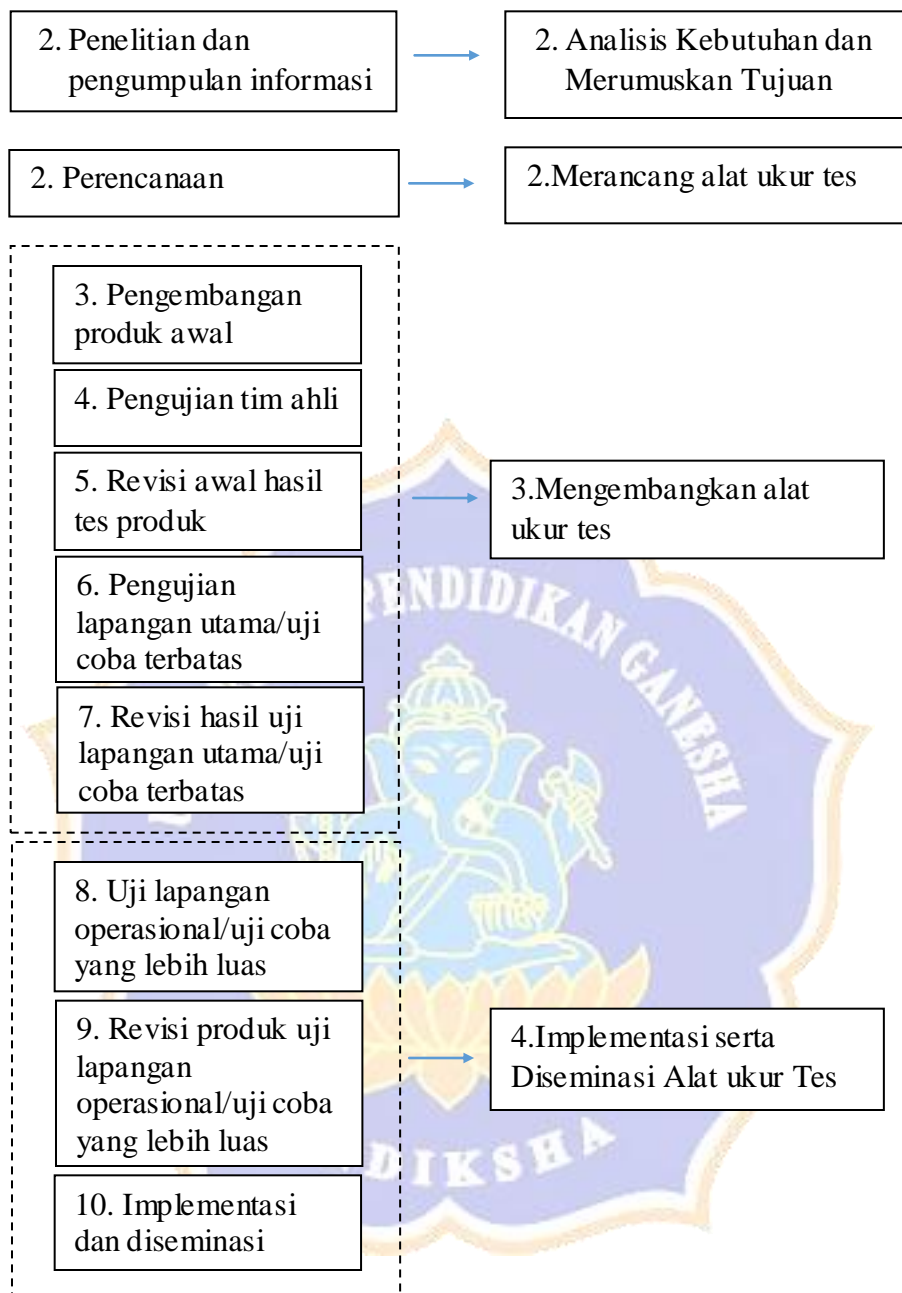 2. Penelitian dan
pengumpulan informasi
2. Analisis Kebutuhan dan
Merumuskan Tujuan
2. Perencanaan
2.Merancang alat ukur tes
3. Pengembangan
produk awal
4. Pengujian tim ahli
5. Revisi awal hasil
tes produk
6. Pengujian
lapangan utama/uji
coba terbatas
7. Revisi hasil uji
lapangan utama/uji
coba terbatas
3.Mengembangkan alat
ukur tes
8. Uji lapangan
operasional/uji coba
yang lebih luas
9. Revisi produk uji
lapangan
operasional/uji coba
yang lebih luas
10. Implementasi
dan diseminasi
4.Implementasi serta
Diseminasi Alat ukur Tes
PENDIDIKAN GANESHA
DIKSHA